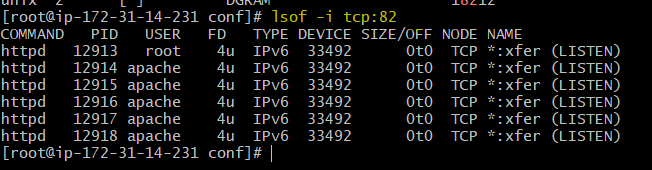 unix 2 [ ] DGRAM 18212
[root@ip-172-31-14-231 conf]# lsof -i tcp:82
COMMAND PID USER FD TYPE DEVICE SIZE/OFF NODE NAME
httpd 12913 root 4u IPv6 33492 0t0 TCP *:xfer (LISTEN)
httpd 12914 apache 4u IPv6 33492 0t0 TCP *:xfer (LISTEN)
httpd 12915 apache 4u IPv6 33492 0t0 TCP *:xfer (LISTEN)
httpd 12916 apache 4u IPv6 33492 0t0 TCP *:xfer (LISTEN)
httpd 12917 apache 4u IPv6 33492 0t0 TCP *:xfer (LISTEN)
httpd 12918 apache 4u IPv6 33492 0t0 TCP *:xfer (LISTEN)
[root@ip-172-31-14-231 conf]#